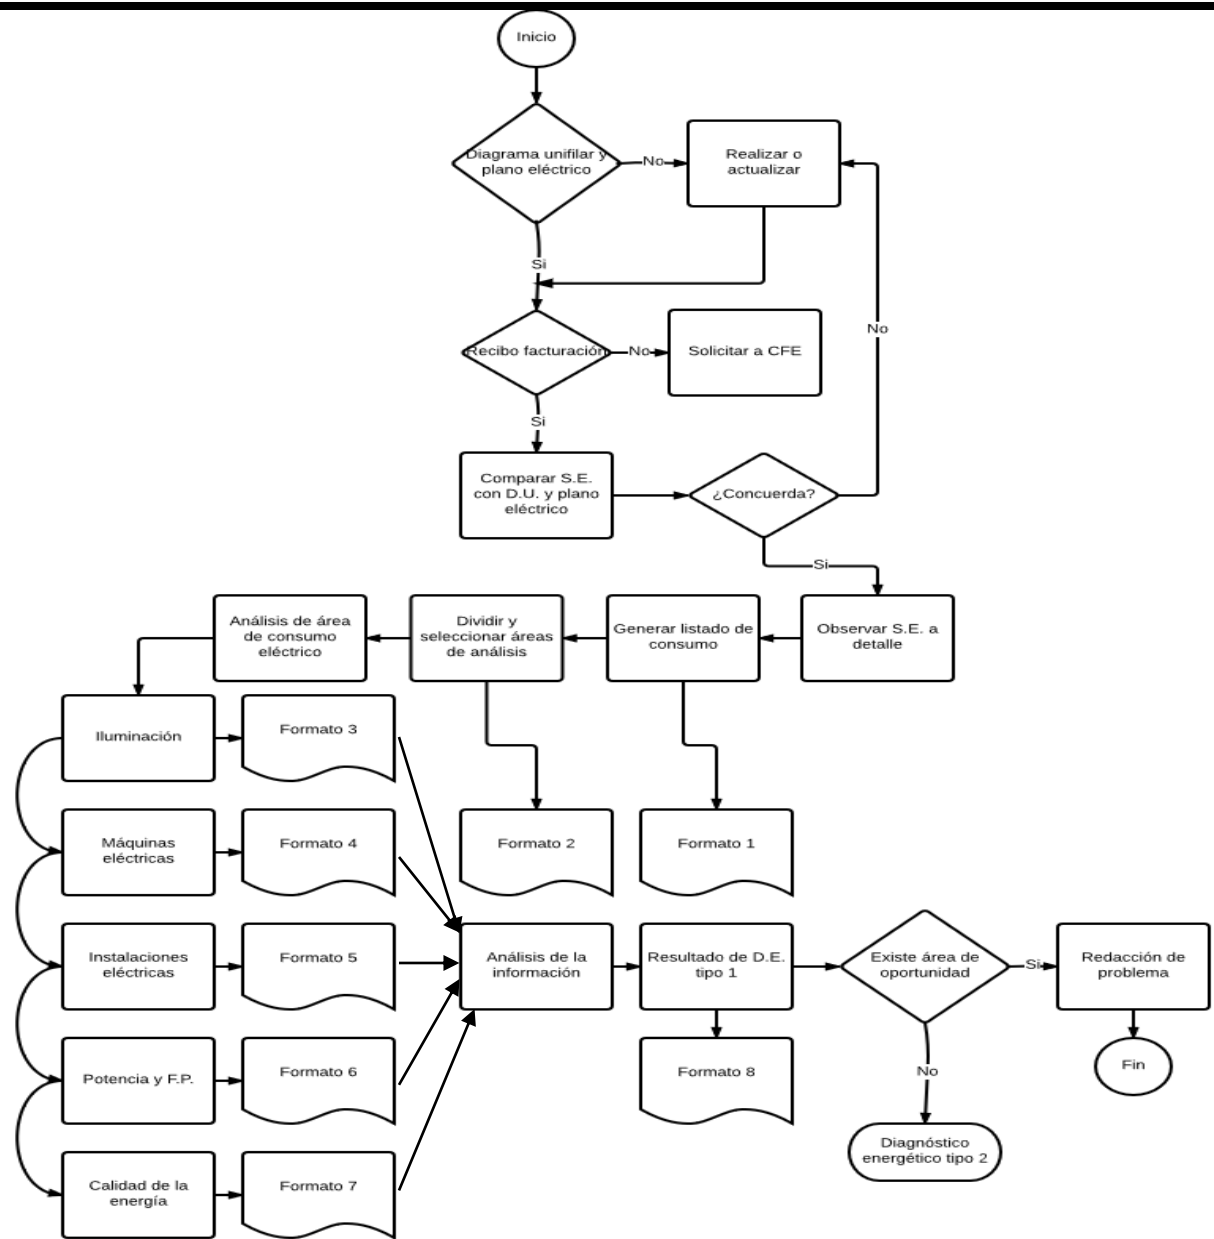 Inicio
Diagrama unifilar y
plano eléctrico
No
Realizar o
actualizar
Si
No
Recibo facturación
No
Solicitar a CFE
Si
Comparar S.E.
con D.U. y plano
eléctrico
¿Concuerda?
Si
Análisis de área
de consumo
eléctrico
Dividir y
seleccionar áreas
de análisis
Generar listado de
consumo
Observar S.E. a
detalle
Iluminación
Formato 3
Máquinas
eléctricas
Formato 4
Formato 2
Formato 1
Instalaciones
eléctricas
Formato 5
Análisis de la
información
Resultado de D.E.
tipo 1
Existe área de
oportunidad
Si
Redacción de
problema
Potencia y F.P.
Formato 6
Formato 8
No
Fin
Diagnóstico
energético tipo 2
Calidad de la
energía
Formato 7